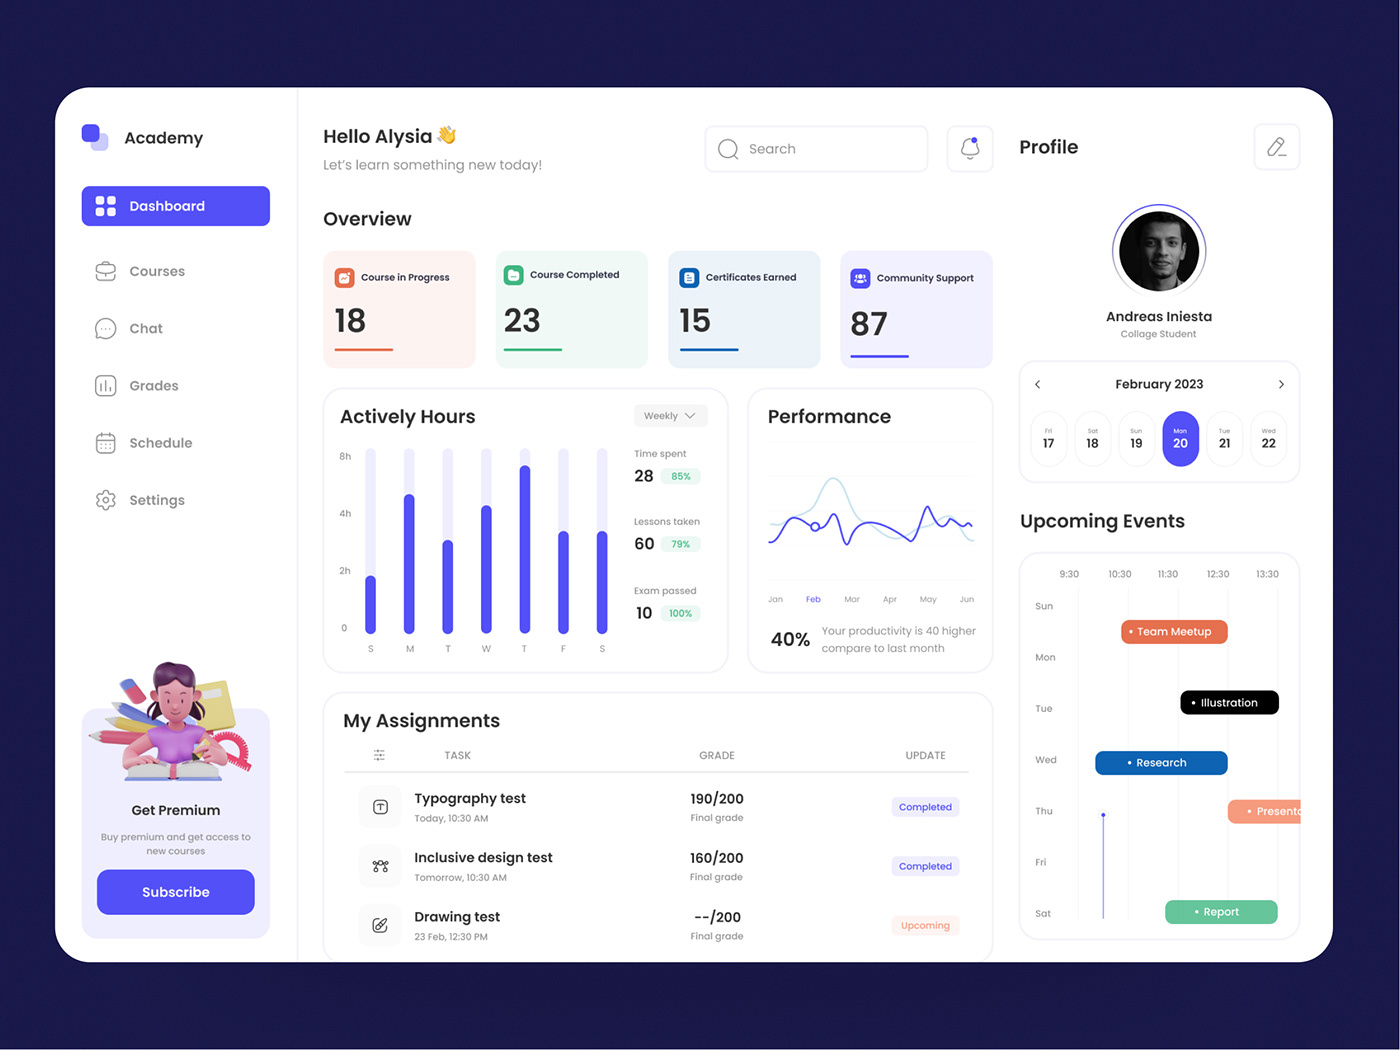 Academy
Dashboard
Courses
Chat
Grades
Schedule
Settings
Get Premium
Buy premium and get access to
new courses
Subscribe
Hello Alysia 👋
Let's learn something new today!
Search
Overview
Course in Progress
18
Course Completed
23
Certificates Earned
15
Community Support
87
Actively Hours
Weekly
8h
4h
2h
0
S M T W T F S
Time spent
28 85%
Lessons taken
60 79%
Exam passed
10 100%
Performance
Jan Feb Mar Apr May Jun
40%
Your productivity is 40 higher
compare to last month
My Assignments
TASK GRADE UPDATE
Typography test
Today, 10:30 AM
190/200
Final grade
Completed
Inclusive design test
Tomorrow, 10:30 AM
160/200
Final grade
Completed
Drawing test
23 Feb, 12:30 PM
--/200
Final grade
Upcoming
Profile
Andreas Iniesta
Collage Student
February 2023
Fri Sat Sun Mon Tue Wed
17 18 19 20 21 22
Upcoming Events
9:30 10:30 11:30 12:30 13:30
Sun
• Team Meetup
Mon
• Illustration
Tue
Wed
• Research
Thu
• Present
Fri
Sat
• Report